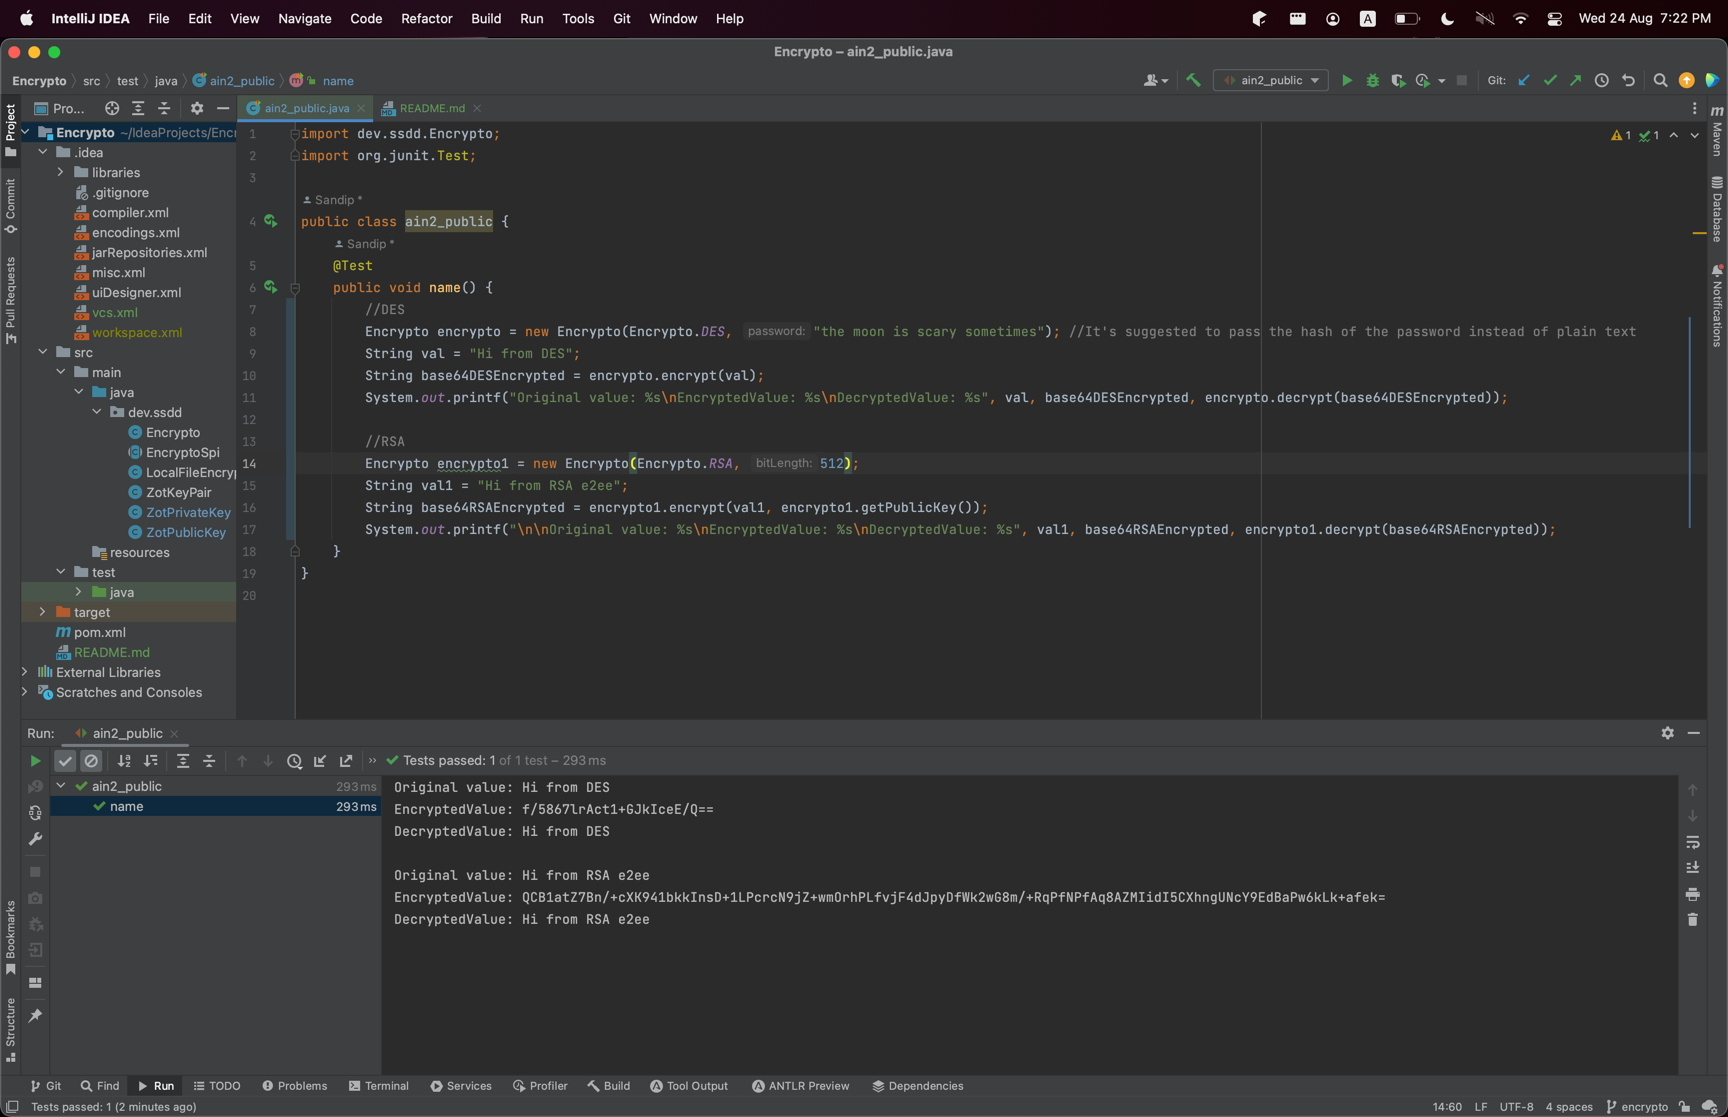 IntelliJ IDEA File Edit View Navigate Code Refactor Build Run Tools Git Window Help A Wed 24 Aug 7:22 PM
Encrypto – ain2_public.java
Encrypto src test java ain2_public name ain2_public Git:
Project Pro... ain2_public.java README.md
Encrypto ~/IdeaProjects/Encr
.idea
libraries
.gitignore
compiler.xml
encodings.xml
jarRepositories.xml
misc.xml
uiDesigner.xml
vcs.xml
workspace.xml
src
main
java
dev.ssdd
Encrypto
EncryptoSpi
LocalFileEncry
ZotKeyPair
ZotPrivateKey
ZotPublicKey
resources
test
java
target
pom.xml
README.md
External Libraries
Scratches and Consoles
Commit
Pull Requests
Bookmarks
Structure
1 import dev.ssdd.Encrypto;
2 import org.junit.Test;
3
Sandip *
4 public class ain2_public {
Sandip *
5 @Test
6 public void name() {
7 //DES
8 Encrypto encrypto = new Encrypto(Encrypto.DES, password: "the moon is scary sometimes"); //It's suggested to pass the hash of the password instead of plain text
9 String val = "Hi from DES";
10 String base64DESEncrypted = encrypto.encrypt(val);
11 System.out.printf("Original value: %s\nEncryptedValue: %s\nDecryptedValue: %s", val, base64DESEncrypted, encrypto.decrypt(base64DESEncrypted));
12
13 //RSA
14 Encrypto encrypto1 = new Encrypto(Encrypto.RSA, bitLength: 512);
15 String val1 = "Hi from RSA e2ee";
16 String base64RSAEncrypted = encrypto1.encrypt(val1, encrypto1.getPublicKey());
17 System.out.printf("\n\nOriginal value: %s\nEncryptedValue: %s\nDecryptedValue: %s", val1, base64RSAEncrypted, encrypto1.decrypt(base64RSAEncrypted));
18 }
19 }
20
1 1
Maven
Database
Notifications
Run: ain2_public
Tests passed: 1 of 1 test – 293 ms
ain2_public 293 ms
name 293 ms
Original value: Hi from DES
EncryptedValue: f/5867lrAct1+GJkIceE/Q==
DecryptedValue: Hi from DES
Original value: Hi from RSA e2ee
EncryptedValue: QCB1atZ7Bn/+cXK941bkkInsD+1LPcrcN9jZ+wmOrhPLfvjF4dJpyDfWk2wG8m/+RqPfNPfAq8AZMIidI5CXhngUNcY9EdBaPw6kLk+afek=
DecryptedValue: Hi from RSA e2ee
Git Find Run TODO Problems Terminal Services Profiler Build Tool Output ANTLR Preview Dependencies
Tests passed: 1 (2 minutes ago) 14:60 LF UTF-8 4 spaces encrypto